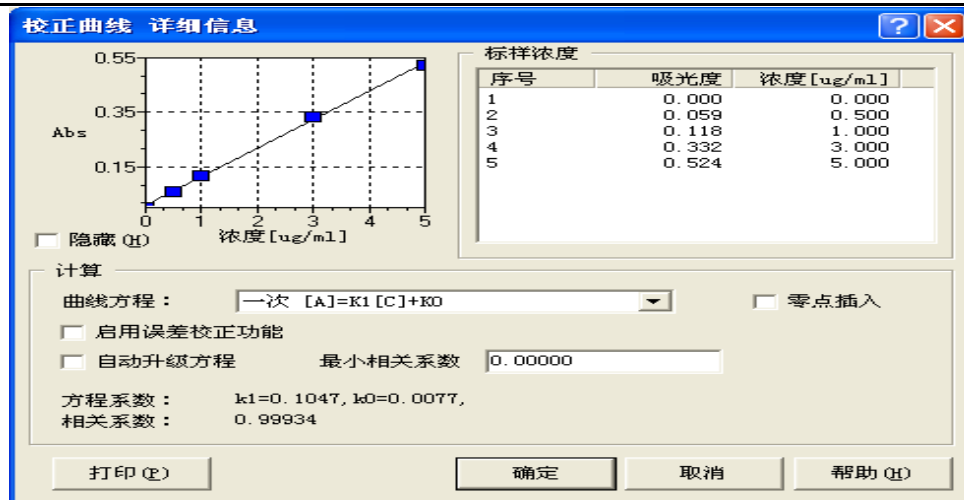 校正曲线 详细信息
0.55
0.35
Abs
0.15
0 1 2 3 4 5
浓度[ug/ml]
隐藏(H)
标样浓度
序号 吸光度 浓度[ug/ml]
1 0.000 0.000
2 0.059 0.500
3 0.118 1.000
4 0.332 3.000
5 0.524 5.000
计算
曲线方程： 一次 [A]=K1[C]+K0 零点插入
启用误差校正功能
自动升级方程 最小相关系数 0.00000
方程系数： k1=0.1047,k0=0.0077,
相关系数： 0.99934
打印(P) 确定 取消 帮助(H)